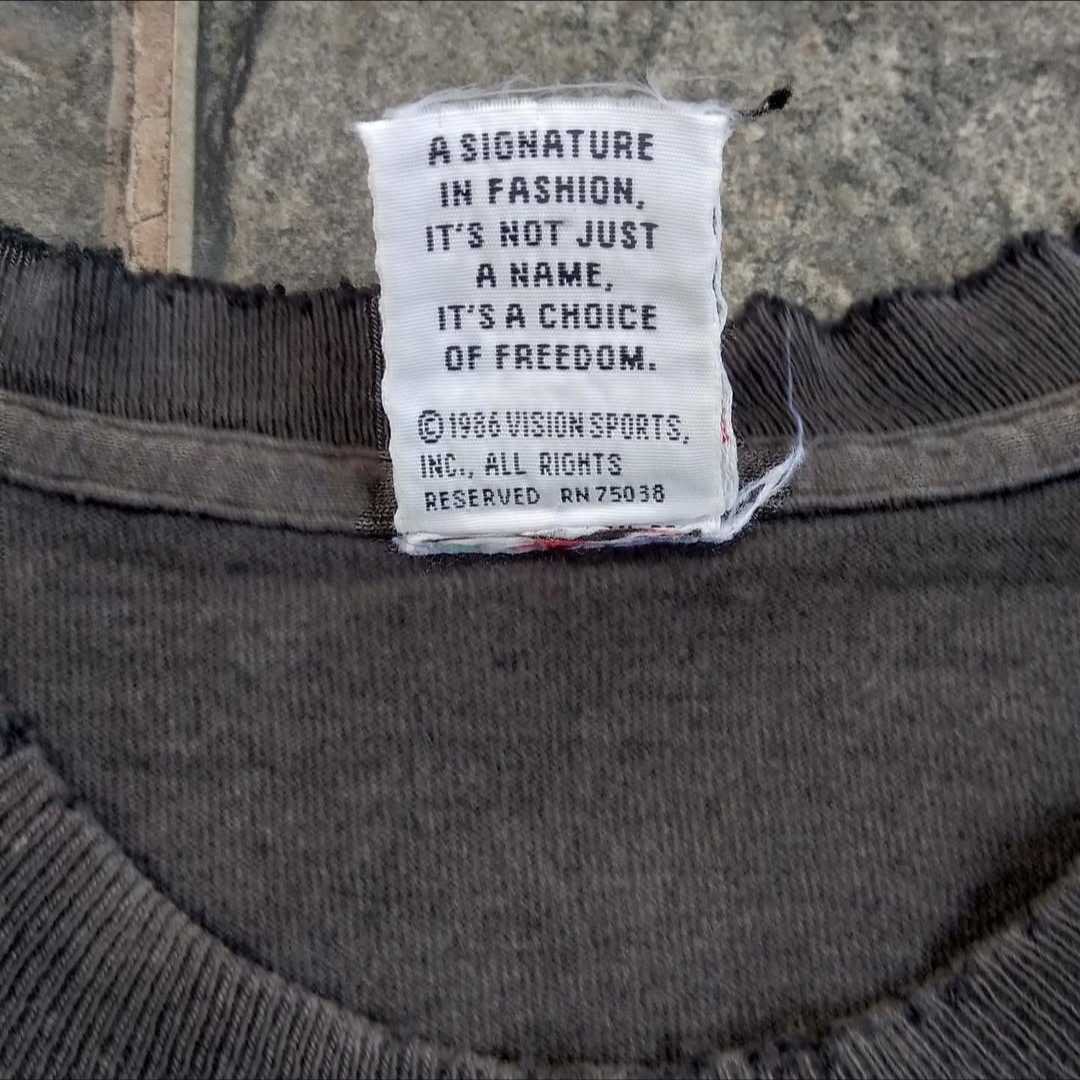 A SIGNATURE
IN FASHION,
IT'S NOT JUST
A NAME,
IT'S A CHOICE
OF FREEDOM.
©1986 VISION SPORTS,
INC., ALL RIGHTS
RESERVED RN 75038